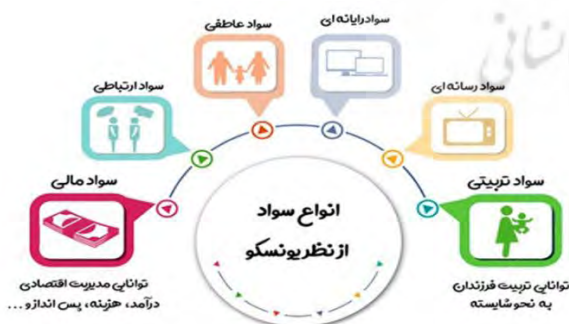 سواد رایانه‌ای
سواد عاطفی
سواد رسانه‌ای
سواد ارتباطی
سواد تربیتی
سواد مالی
انواع سواد
از نظر یونسکو
توانایی تربیت فرزندان
به نحو شایسته
توانایی مدیریت اقتصادی
درآمد، هزینه، پس انداز و ...